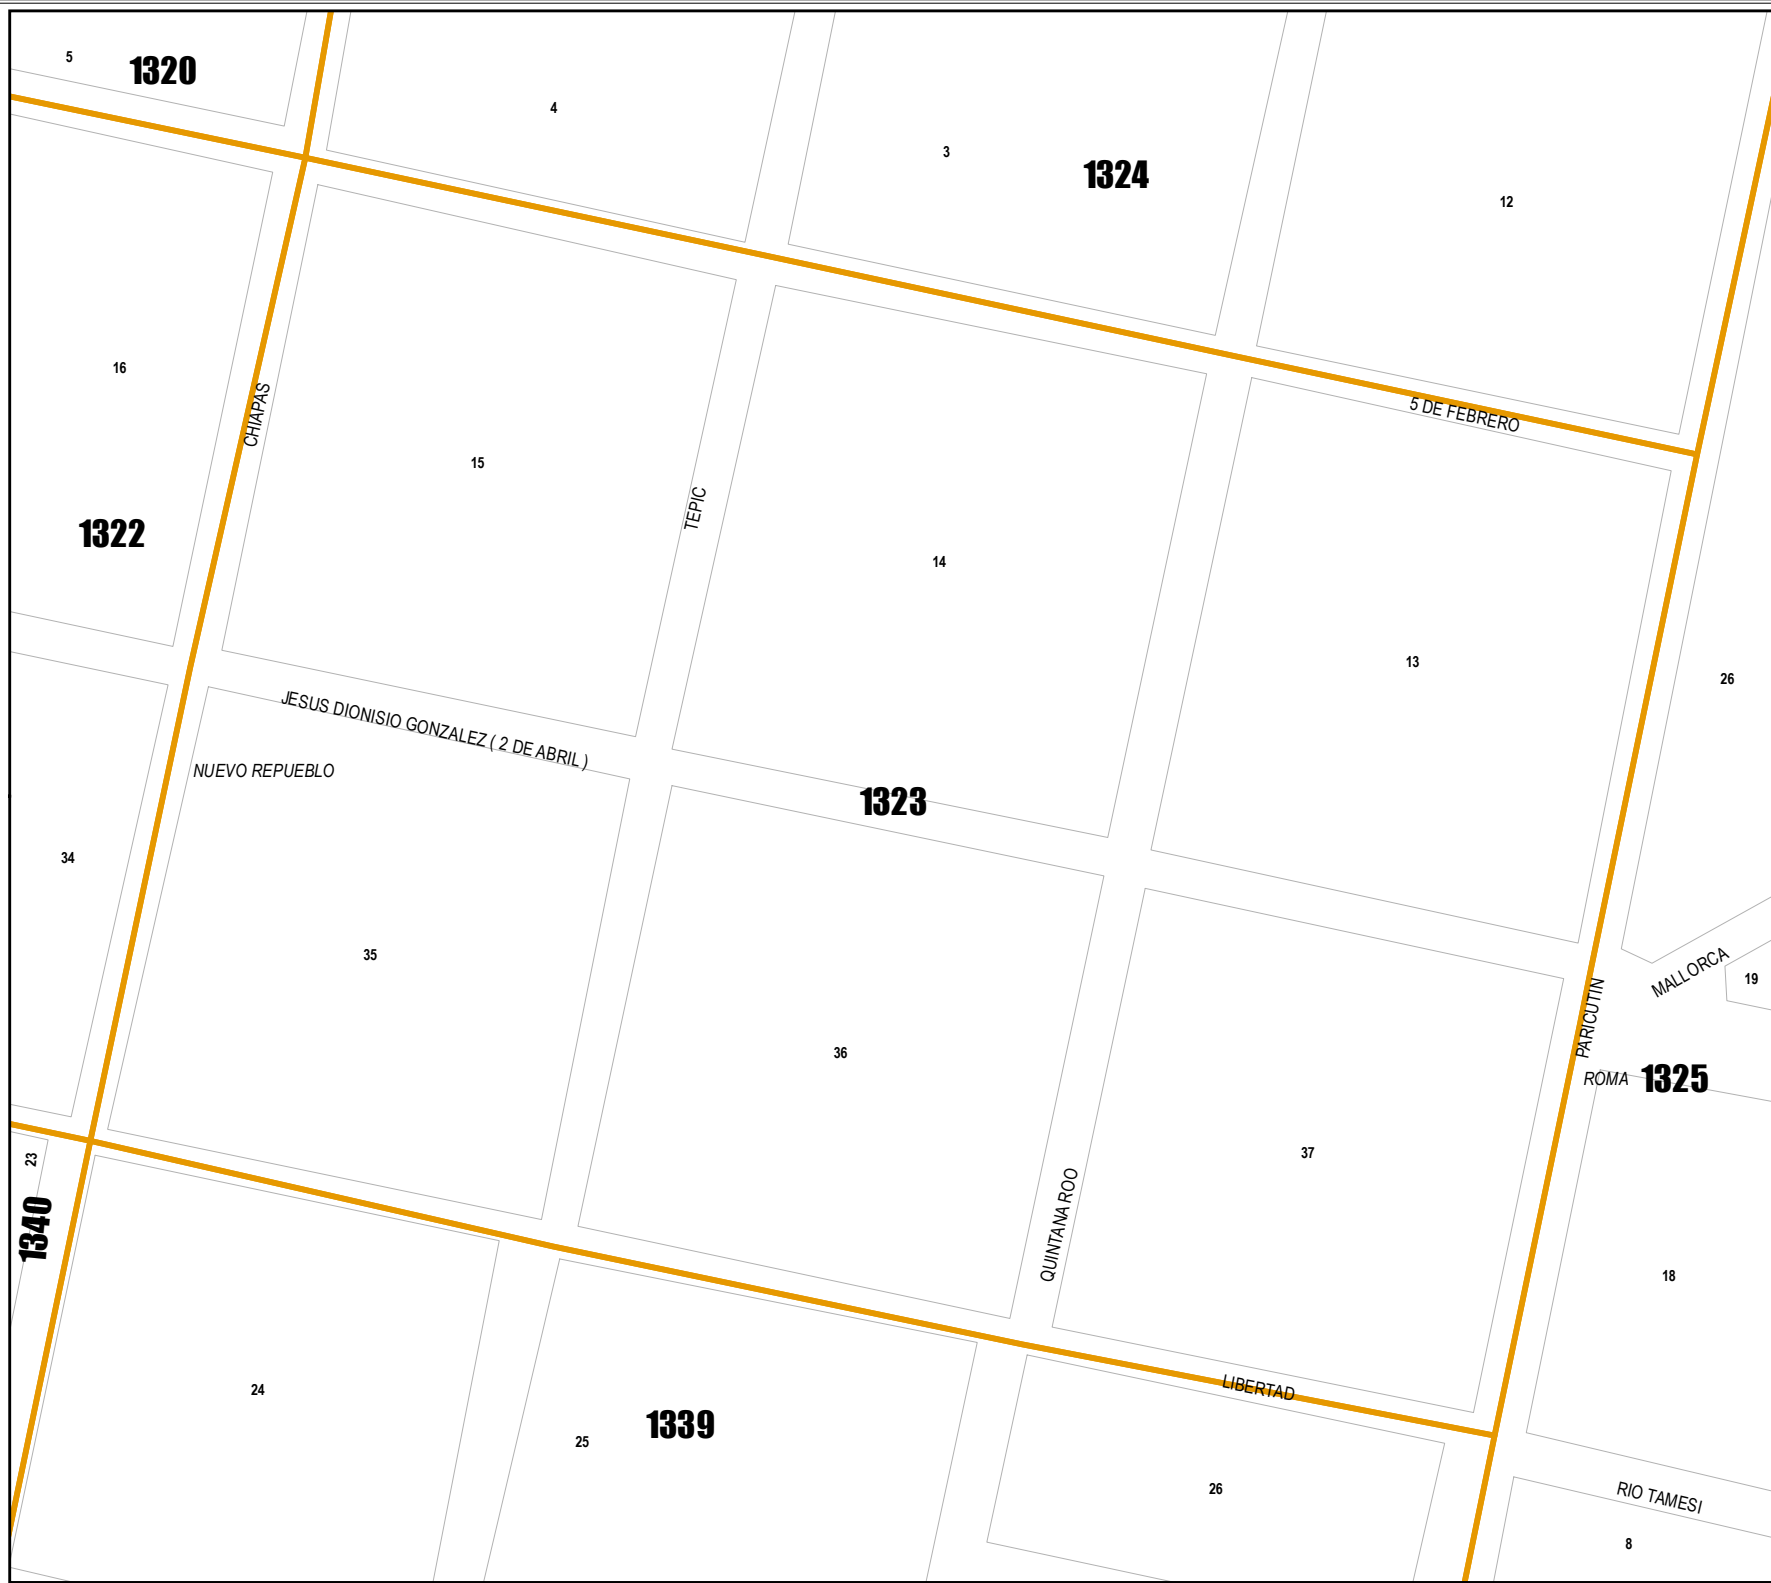 5
1320
4
3
1324
12
16
CHIAPAS
15
TEPIC
5 DE FEBRERO
1322
14
13
26
JESUS DIONISIO GONZALEZ ( 2 DE ABRIL )
NUEVO REPUEBLO
1323
34
35
MALLORCA
19
PARICUTIN
36
ROMA
1325
23
37
1340
QUINTANA ROO
18
24
LIBERTAD
1339
25
26
RIO TAMESI
8